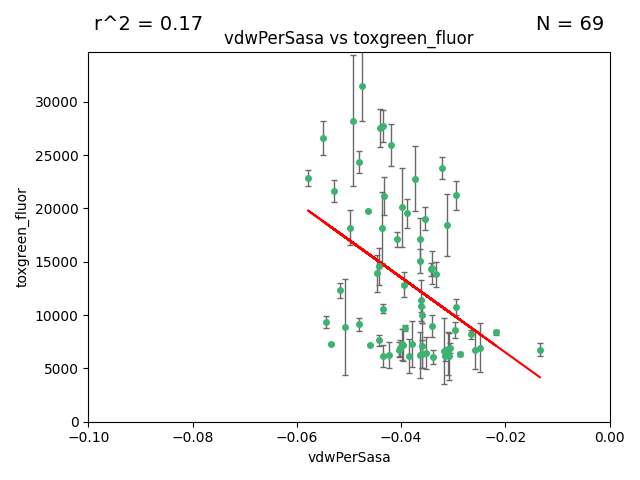 r^2 = 0.17
N = 69
vdwPerSasa vs toxgreen_fluor
toxgreen_fluor
30000
25000
20000
15000
10000
5000
0
−0.10
−0.08
−0.06
−0.04
−0.02
0.00
vdwPerSasa